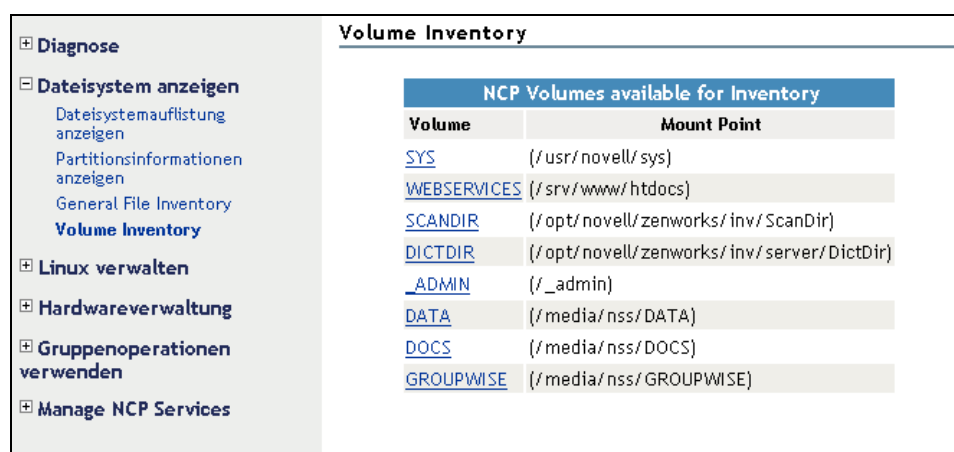 Diagnose
Dateisystem anzeigen
Dateisystemauflistung
anzeigen
Partitionsinformationen
anzeigen
General File Inventory
Volume Inventory
Linux verwalten
Hardwareverwaltung
Gruppenoperationen
verwenden
Manage NCP Services
Volume Inventory
NCP Volumes available for Inventory
Volume Mount Point
SYS (/usr/novell/sys)
WEBSERVICES (/srv/www/htdocs)
SCANDIR (/opt/novell/zenworks/inv/ScanDir)
DICTDIR (/opt/novell/zenworks/inv/server/DictDir)
_ADMIN (/_admin)
DATA (/media/nss/DATA)
DOCS (/media/nss/DOCS)
GROUPWISE (/media/nss/GROUPWISE)